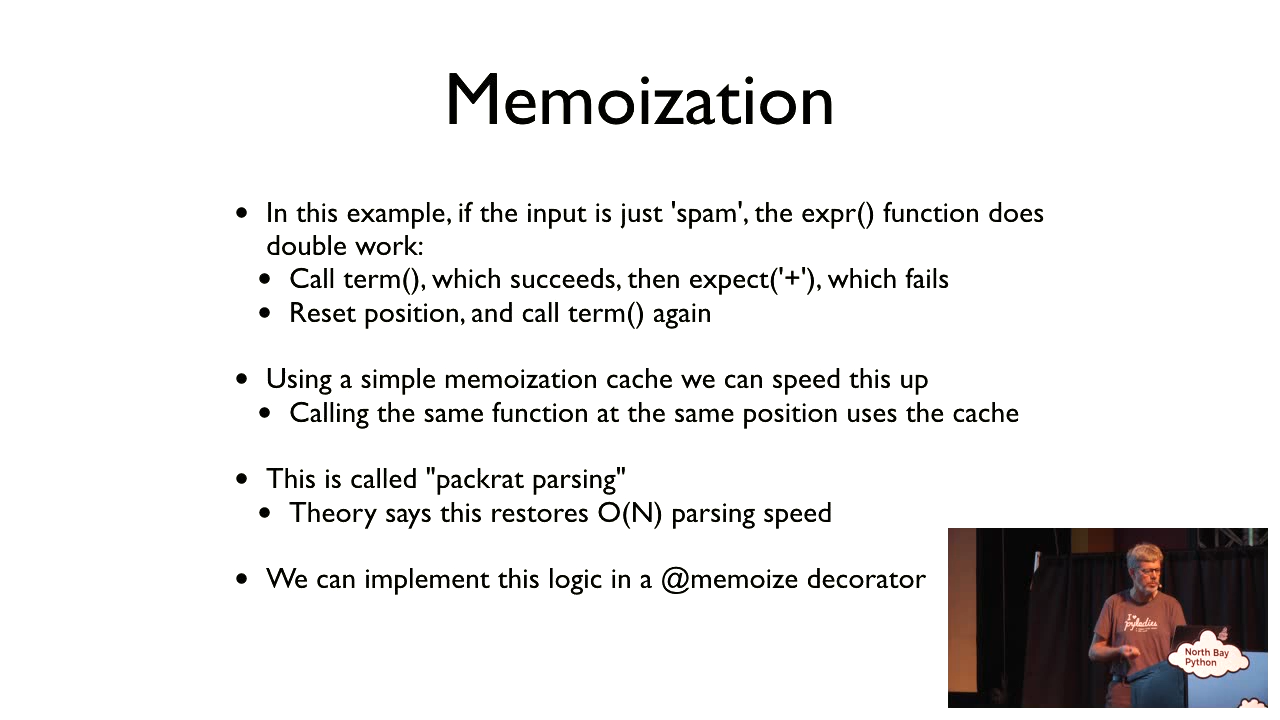 Memoization
• In this example, if the input is just 'spam', the expr() function does
double work:
• Call term(), which succeeds, then expect('+'), which fails
• Reset position, and call term() again
• Using a simple memoization cache we can speed this up
• Calling the same function at the same position uses the cache
• This is called "packrat parsing"
• Theory says this restores O(N) parsing speed
• We can implement this logic in a @memoize decorator
I
pyladies
North Bay
Python